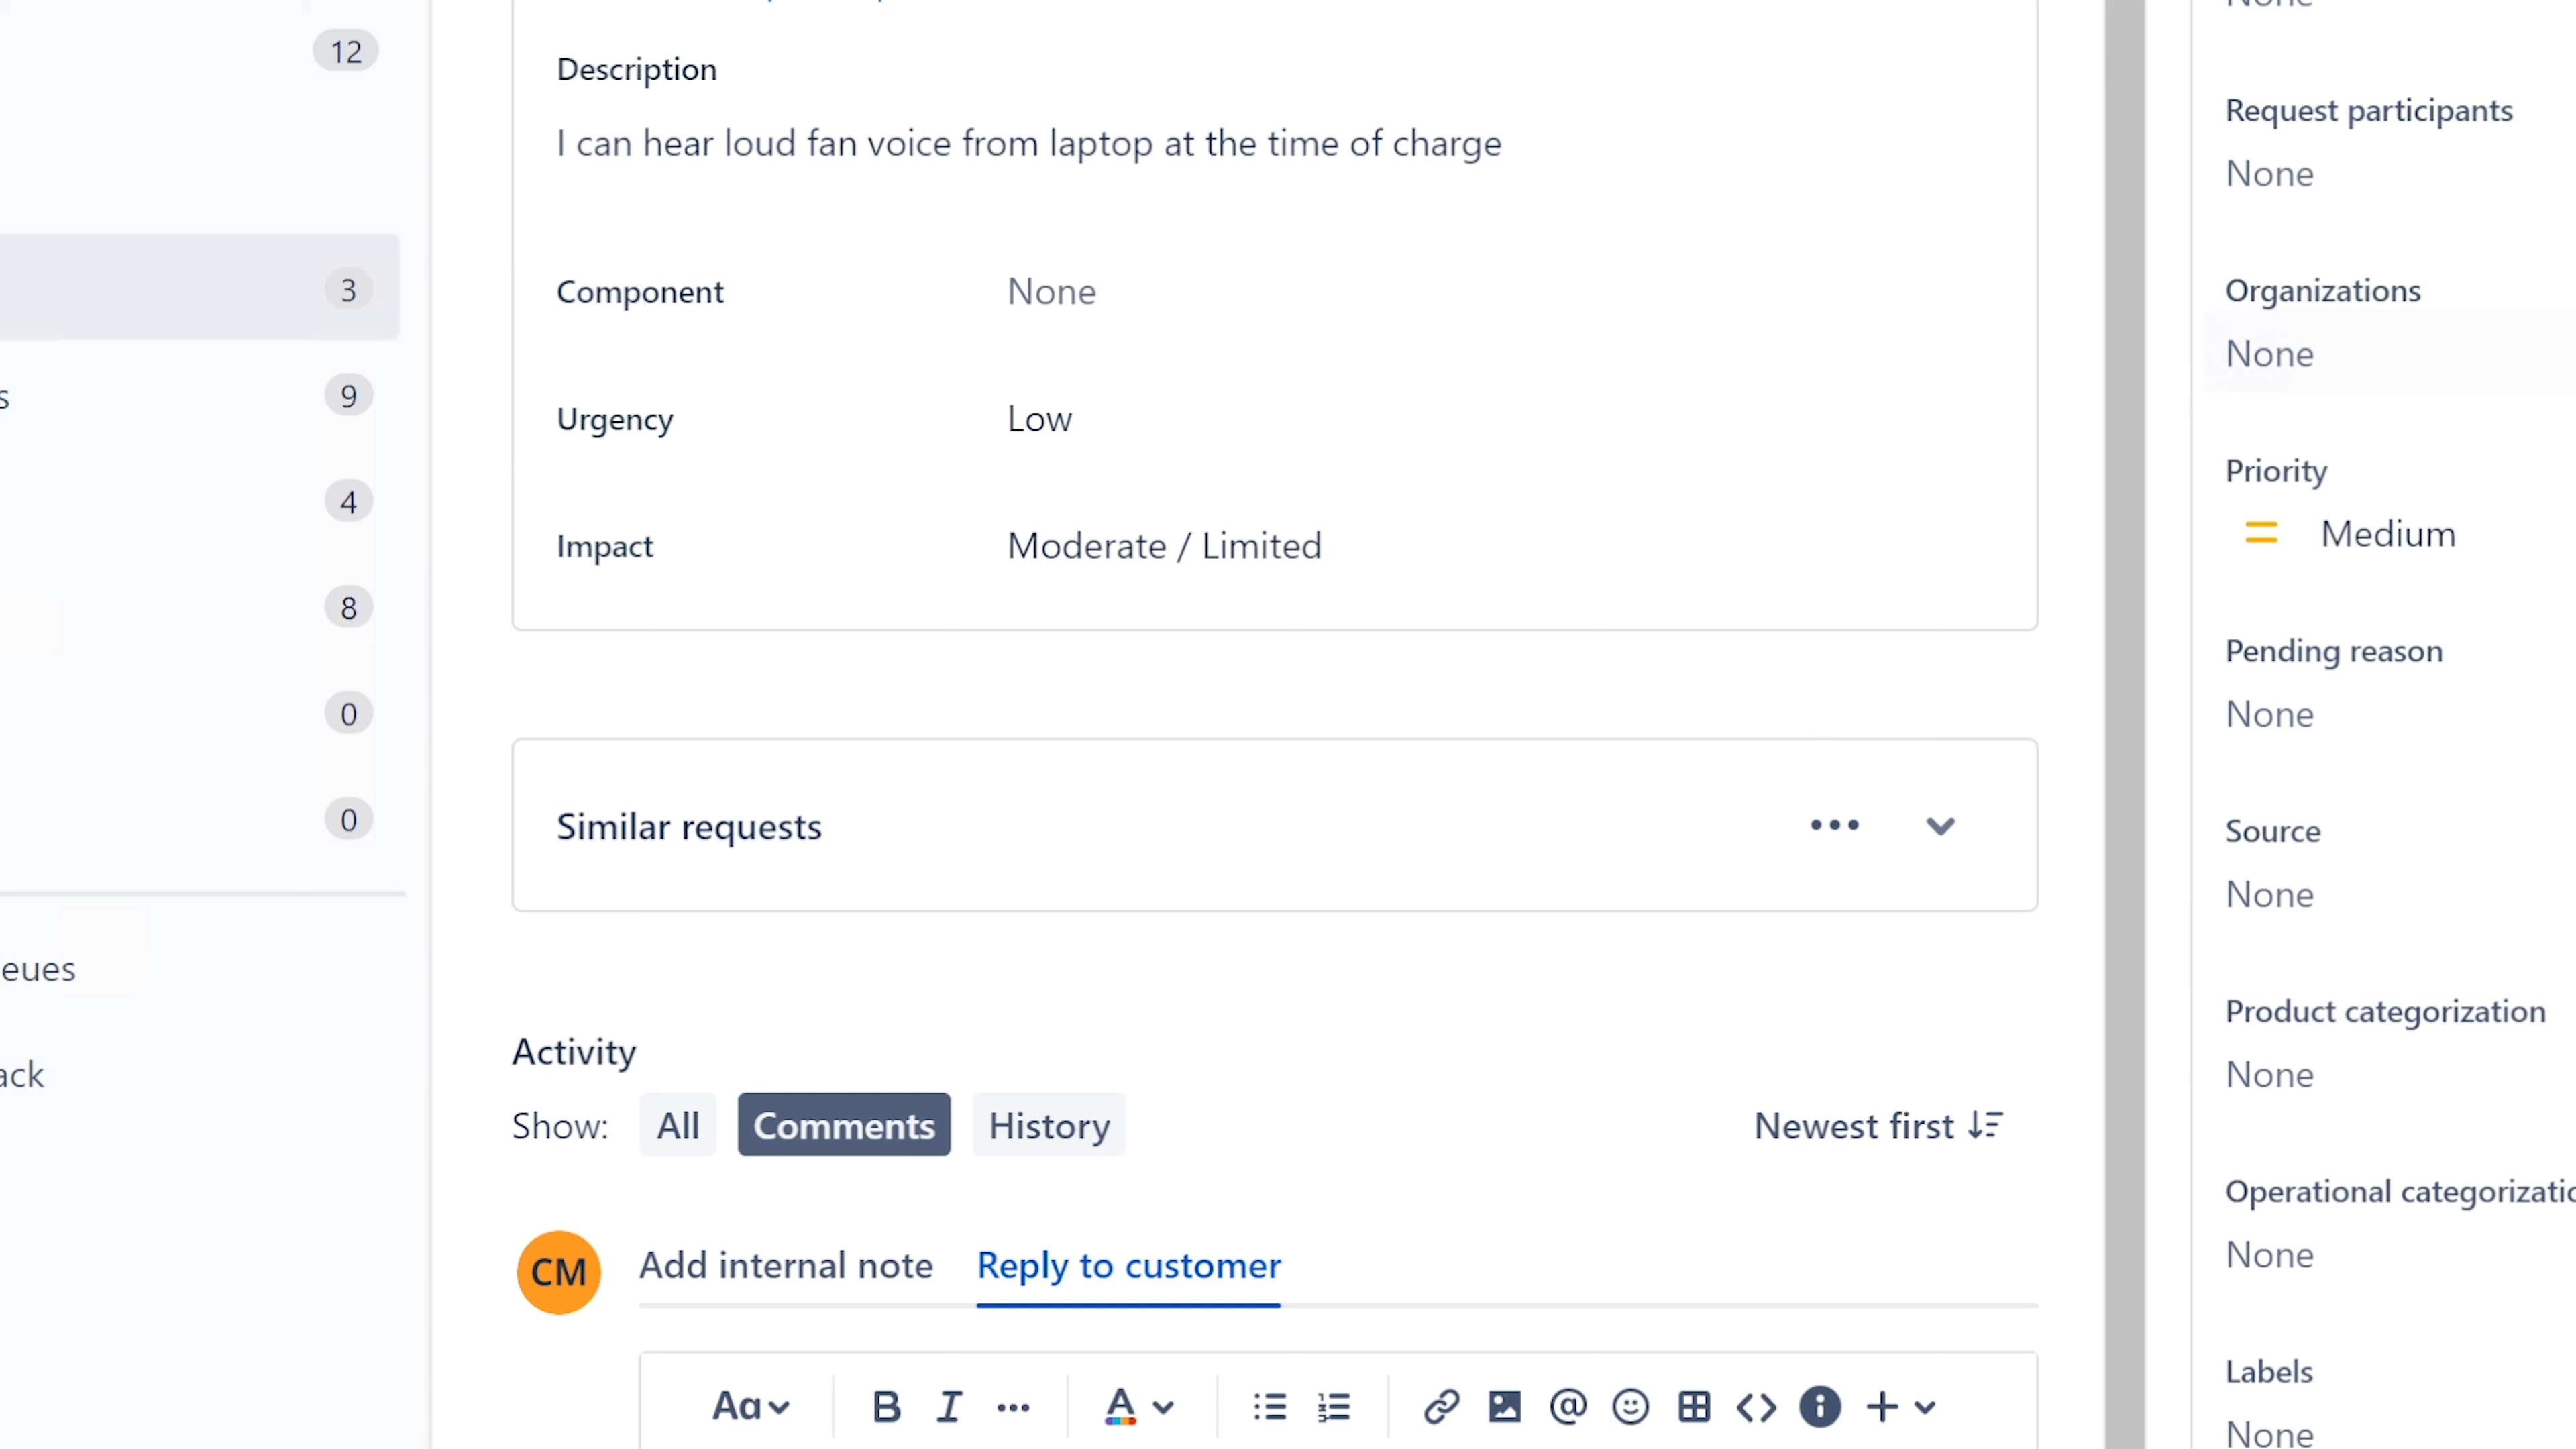 12
3
s
9
4
8
0
0
eues
ack
Description
I can hear loud fan voice from laptop at the time of charge
Component None
Urgency Low
Impact Moderate / Limited
Similar requests
Activity
Show: All Comments History Newest first
CM Add internal note Reply to customer
Aa B I A
None
Request participants
None
Organizations
None
Priority
Medium
Pending reason
None
Source
None
Product categorization
None
Operational categorizatio
None
Labels
None